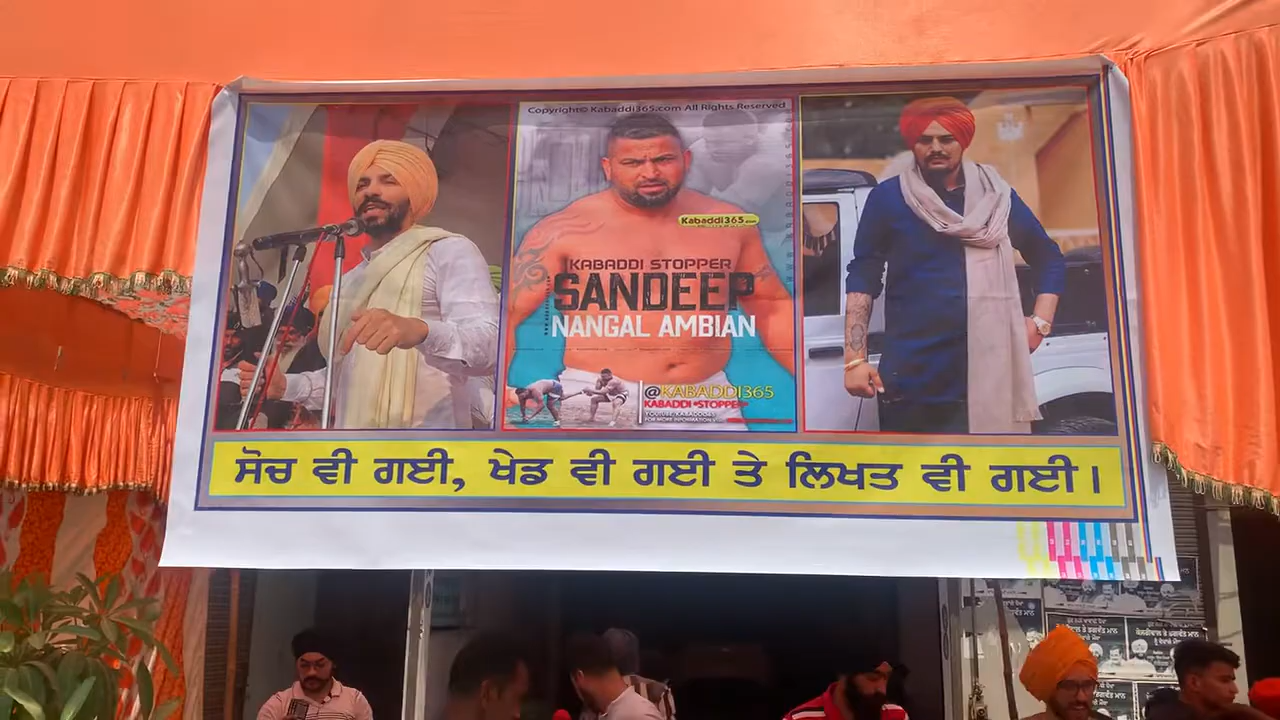 Copyright© Kabaddi365.com All Rights Reserved
Kabaddi365.com
KABADDI STOPPER
SANDEEP
NANGAL AMBIAN
@KABADDI365
KABADDI *STOPPER*
ਸੋਚ ਵੀ ਗਈ, ਖੇਡ ਵੀ ਗਈ ਤੇ ਲਿਖਤ ਵੀ ਗਈ।